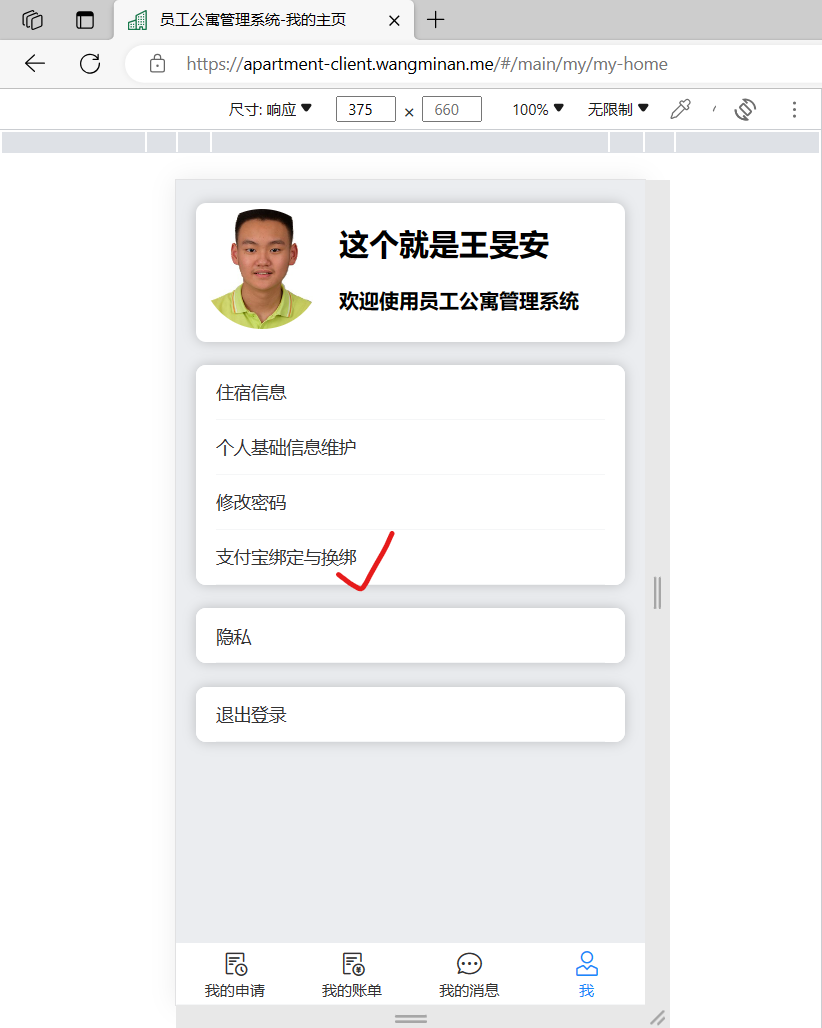 员工公寓管理系统-我的主页
https://apartment-client.wangminan.me/#/main/my/my-home
尺寸: 响应 375 × 660 100% 无限制
这个就是王旻安
欢迎使用员工公寓管理系统
住宿信息
个人基础信息维护
修改密码
支付宝绑定与换绑
隐私
退出登录
我的申请 我的账单 我的消息 我